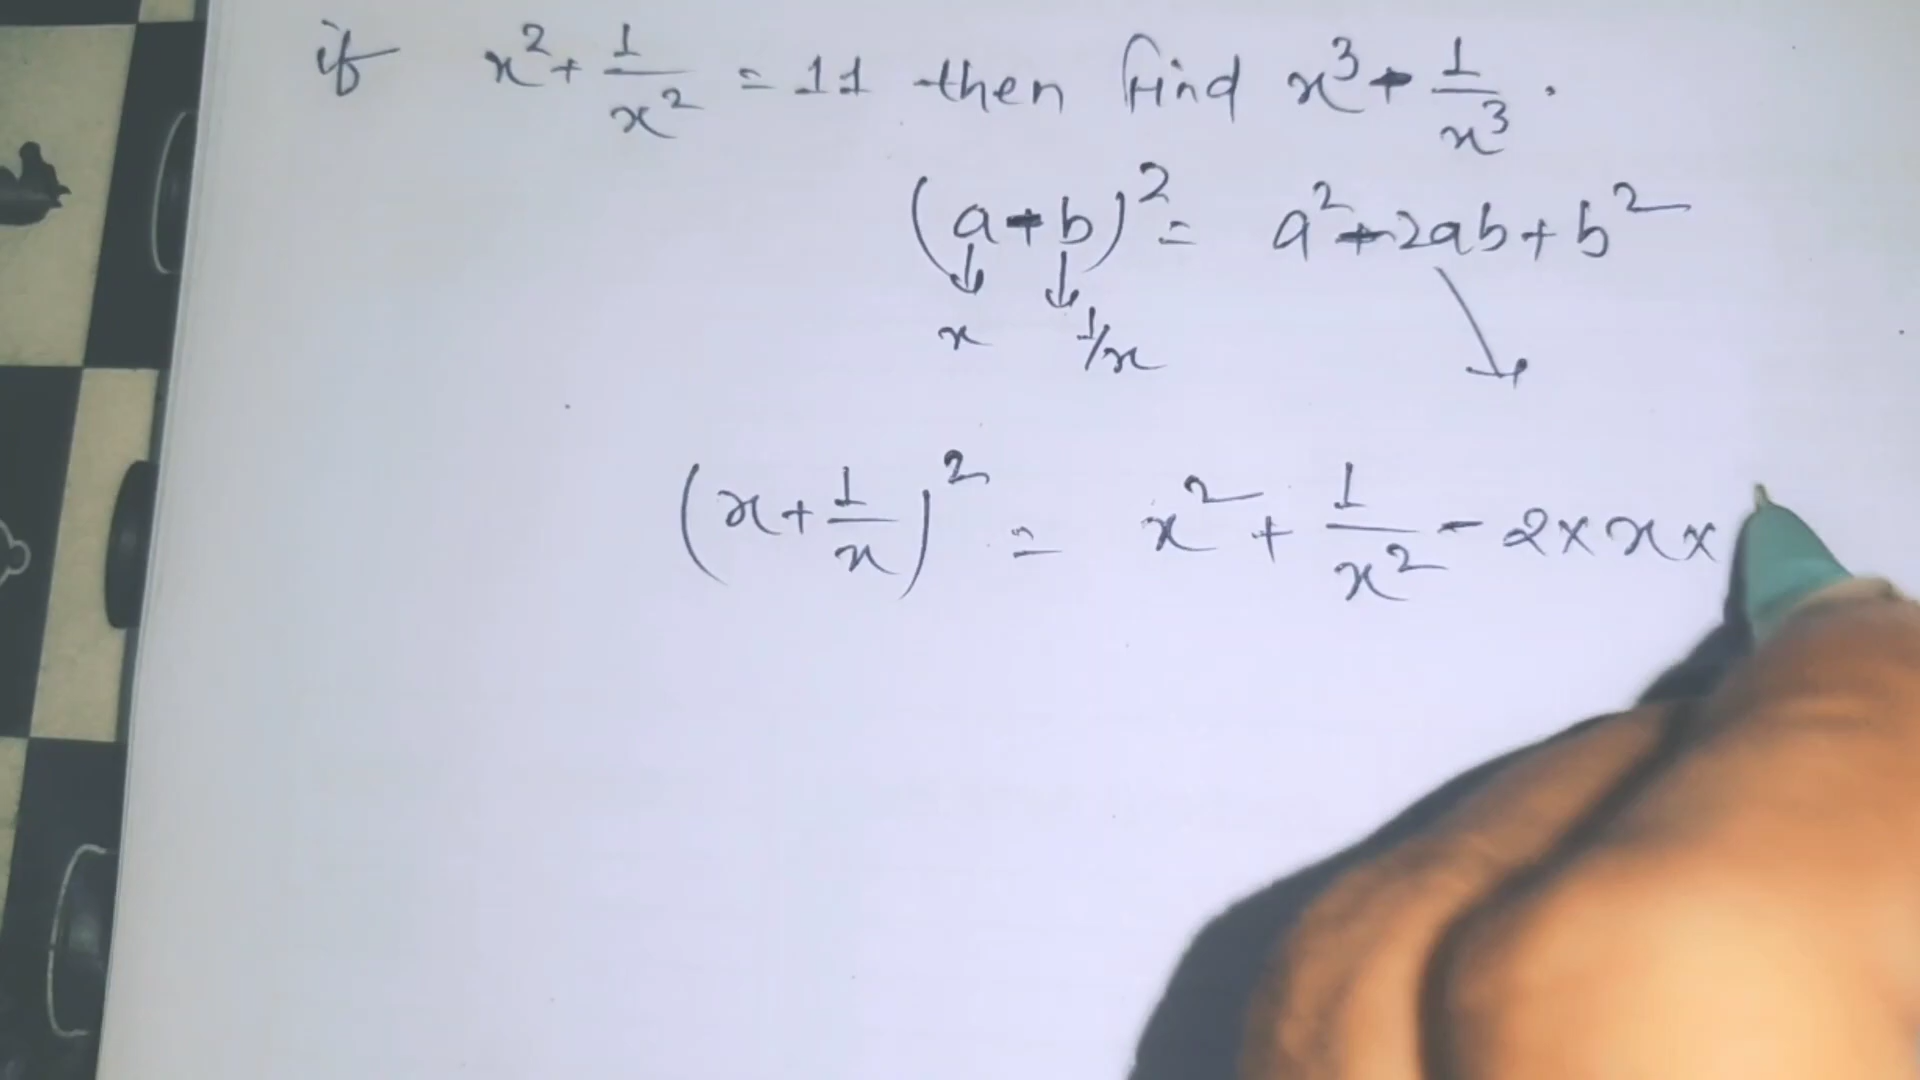 if x² + 1/x² = 11 then find x³ - 1/x³ .
(a - b)² = a² - 2ab + b²
x 1/x
(x + 1/x)² = x² + 1/x² - 2 × x ×